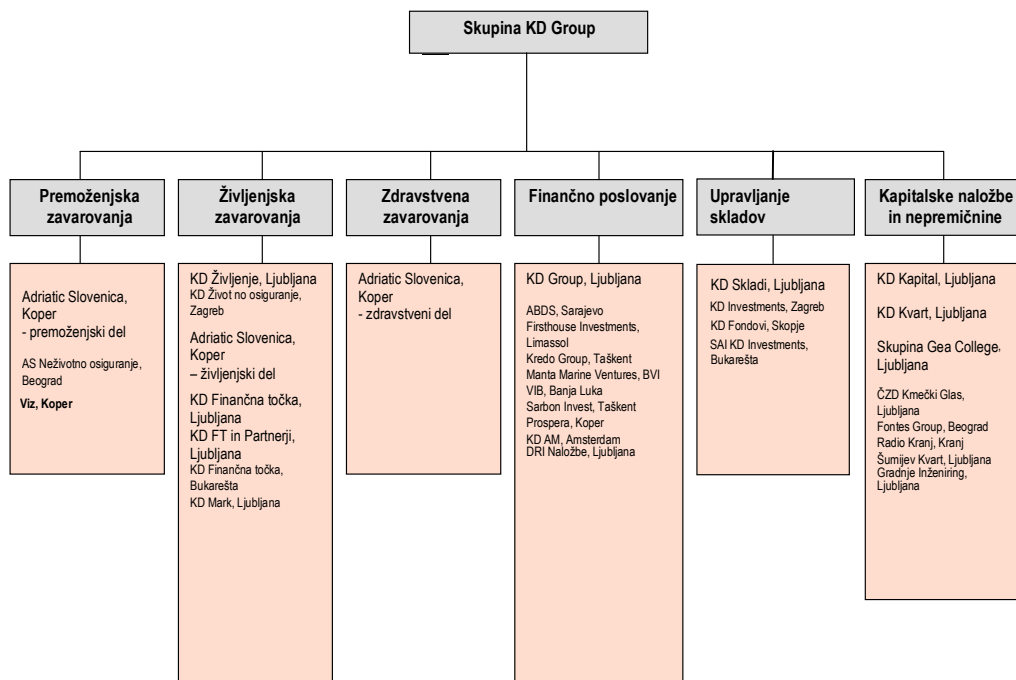 Skupina KD Group
Premoženjska
zavarovanja
Življenjska
zavarovanja
Zdravstvena
zavarovanja
Finančno poslovanje
Upravljanje
skladov
Kapitalske naložbe
in nepremičnine
Adriatic Slovenica,
Koper
- premoženjski del
AS Neživotno osiguranje,
Beograd
Viz, Koper
KD Življenje, Ljubljana
KD Život no osiguranje,
Zagreb
Adriatic Slovenica,
Koper
– življenjski del
KD Finančna točka,
Ljubljana
KD FT in Partnerji,
Ljubljana
KD Finančna točka,
Bukarešta
KD Mark, Ljubljana
Adriatic Slovenica,
Koper
- zdravstveni del
KD Group, Ljubljana
ABDS, Sarajevo
Firsthouse Investments,
Limassol
Kredo Group, Taškent
Manta Marine Ventures, BVI
VIB, Banja Luka
Sarbon Invest, Taškent
Prospera, Koper
KD AM, Amsterdam
DRI Naložbe, Ljubljana
KD Skladi, Ljubljana
KD Investments, Zagreb
KD Fondovi, Skopje
SAI KD Investments,
Bukarešta
KD Kapital, Ljubljana
KD Kvart, Ljubljana
Skupina Gea College,
Ljubljana
ČZD Kmečki Glas,
Ljubljana
Fontes Group, Beograd
Radio Kranj, Kranj
Šumijev Kvart, Ljubljana
Gradnje Inženiring,
Ljubljana